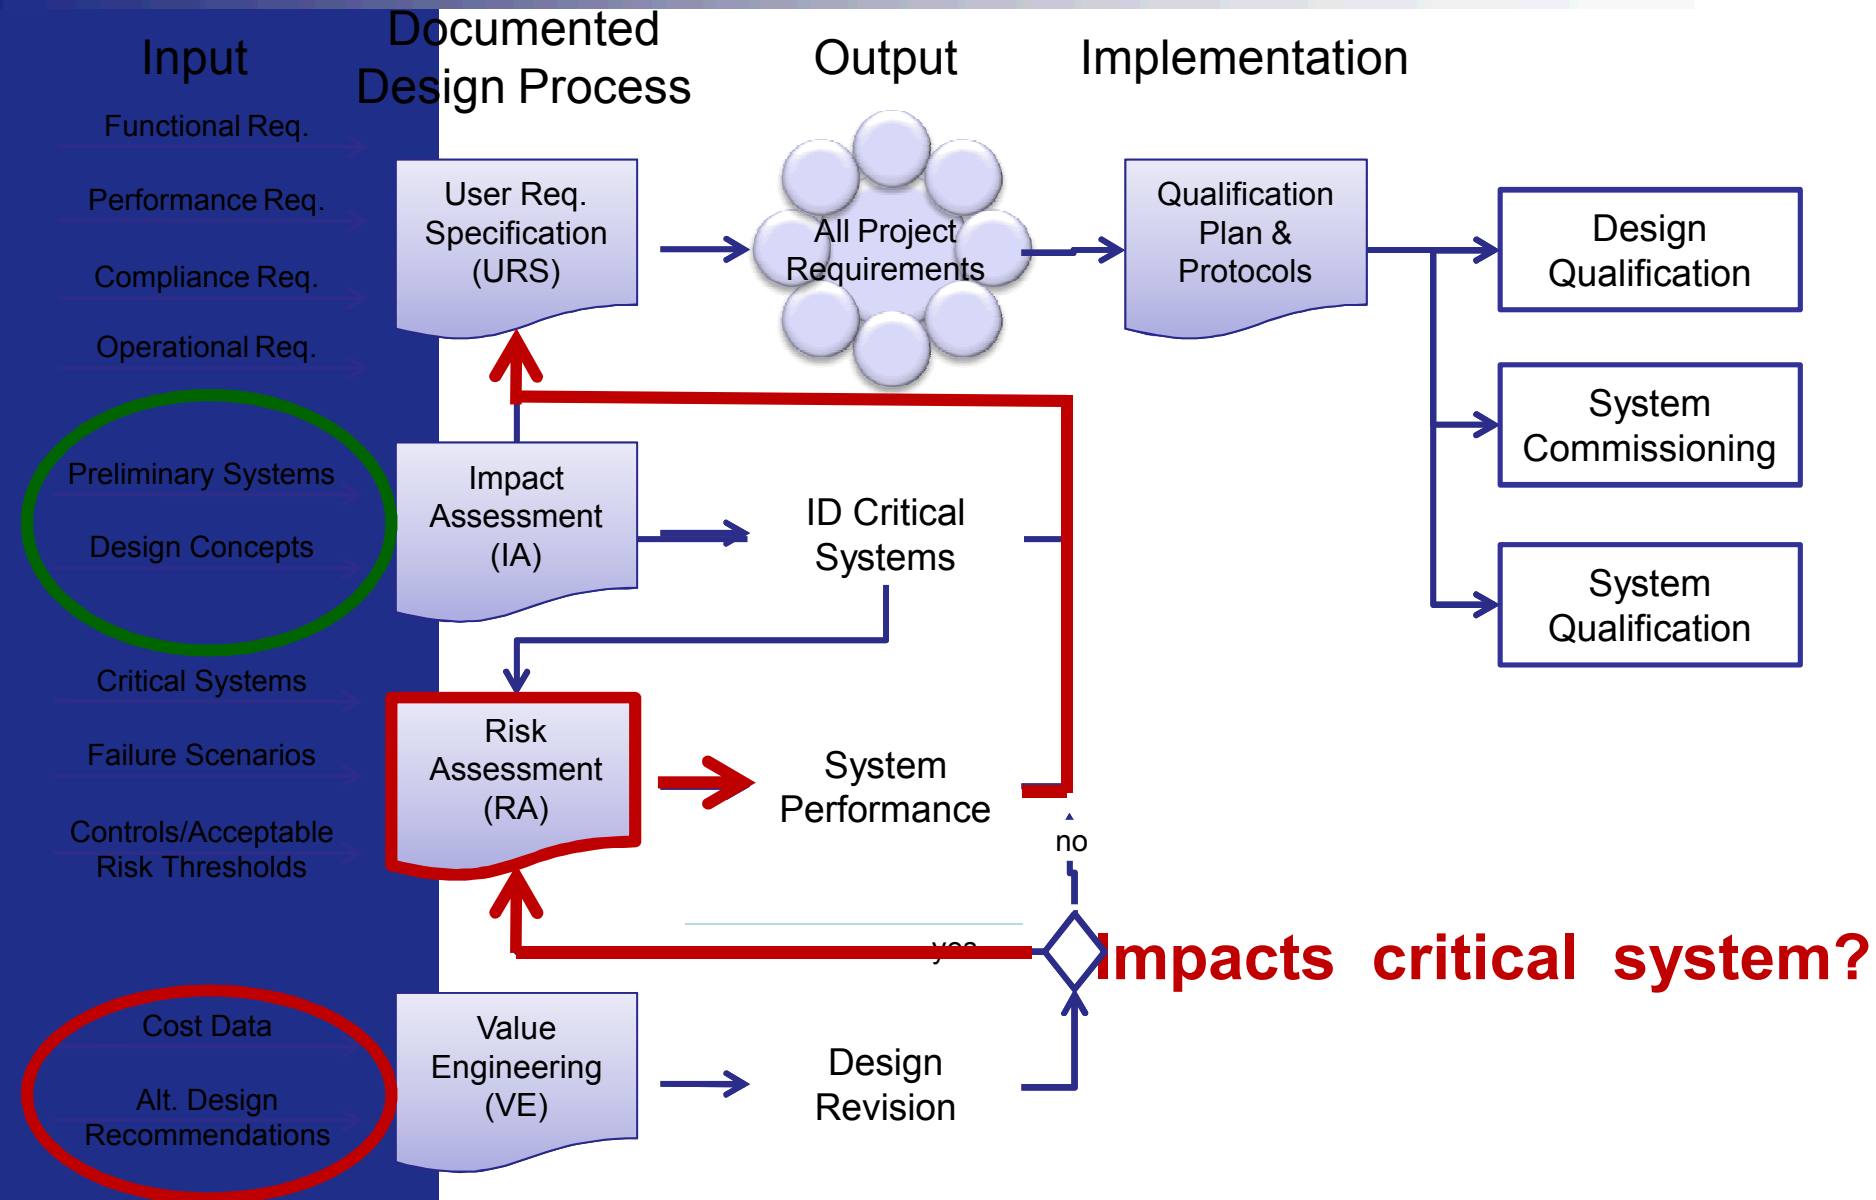 Input
Documented
Design Process
Output
Implementation
Functional Req.
Performance Req.
Compliance Req.
Operational Req.
User Req.
Specification
(URS)
All Project
Requirements
Qualification
Plan &
Protocols
Design
Qualification
System
Commissioning
System
Qualification
Preliminary Systems
Design Concepts
Impact
Assessment
(IA)
ID Critical
Systems
Critical Systems
Failure Scenarios
Controls/Acceptable
Risk Thresholds
Risk
Assessment
(RA)
System
Performance
no
yes
Impacts critical system?
Cost Data
Alt. Design
Recommendations
Value
Engineering
(VE)
Design
Revision